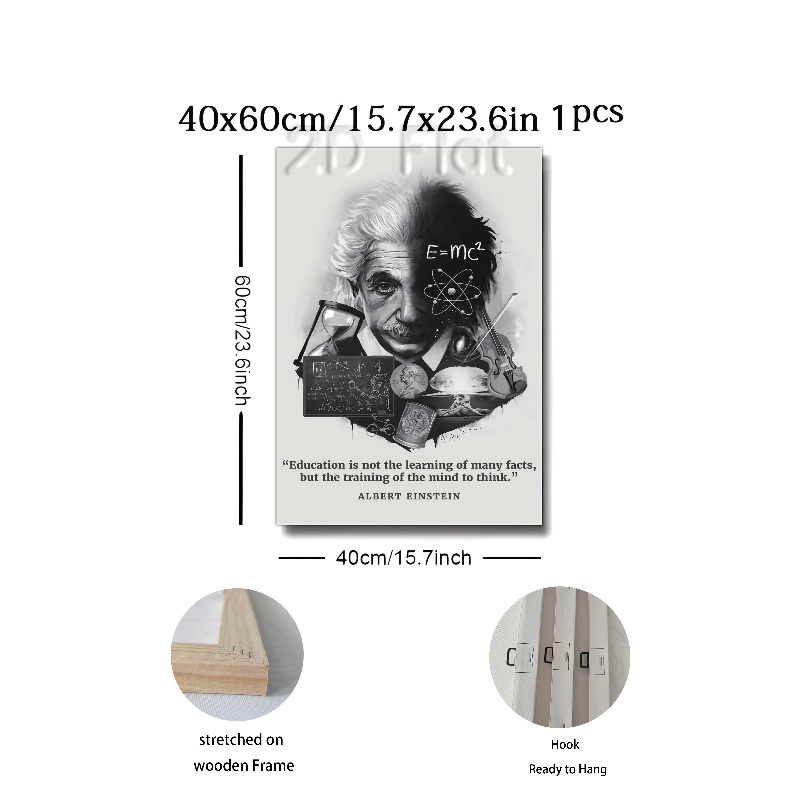 40x60cm/15.7x23.6in 1pcs
2D Flat
60cm/23.6inch
E=mc²
“Education is not the learning of many facts,
but the training of the mind to think.”
ALBERT EINSTEIN
40cm/15.7inch
stretched on
wooden Frame
Hook
Ready to Hang